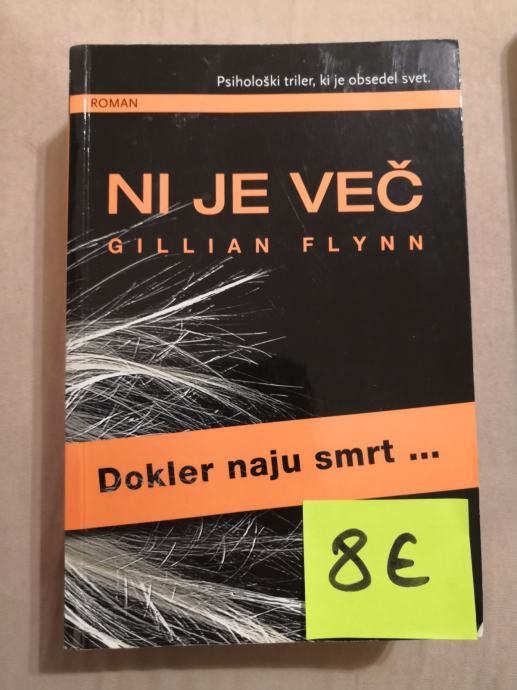 Psihološki triler, ki je obsedel svet.
ROMAN
NI JE VEČ
GILLIAN FLYNN
Dokler naju smrt ...
8€